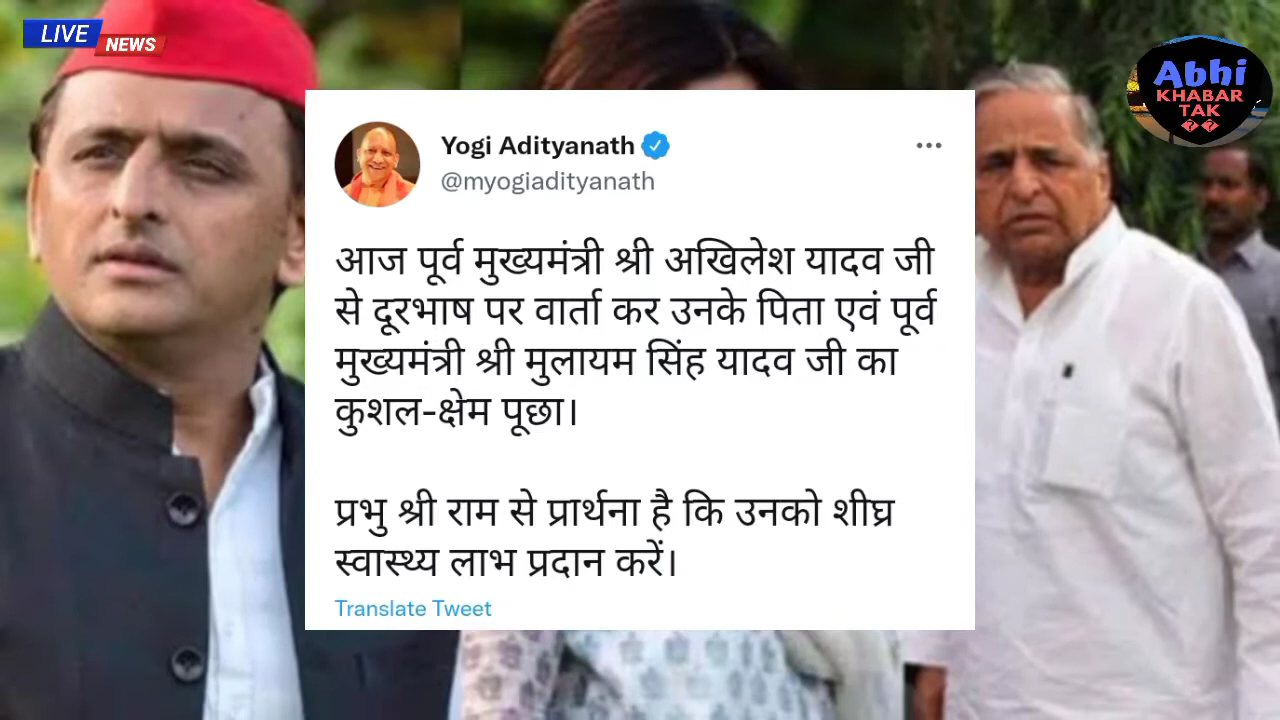 LIVE
NEWS
Abhi
KHABAR
TAK
Yogi Adityanath
@myogiadityanath
आज पूर्व मुख्यमंत्री श्री अखिलेश यादव जी
से दूरभाष पर वार्ता कर उनके पिता एवं पूर्व
मुख्यमंत्री श्री मुलायम सिंह यादव जी का
कुशल-क्षेम पूछा।
प्रभु श्री राम से प्रार्थना है कि उनको शीघ्र
स्वास्थ्य लाभ प्रदान करें।
Translate Tweet